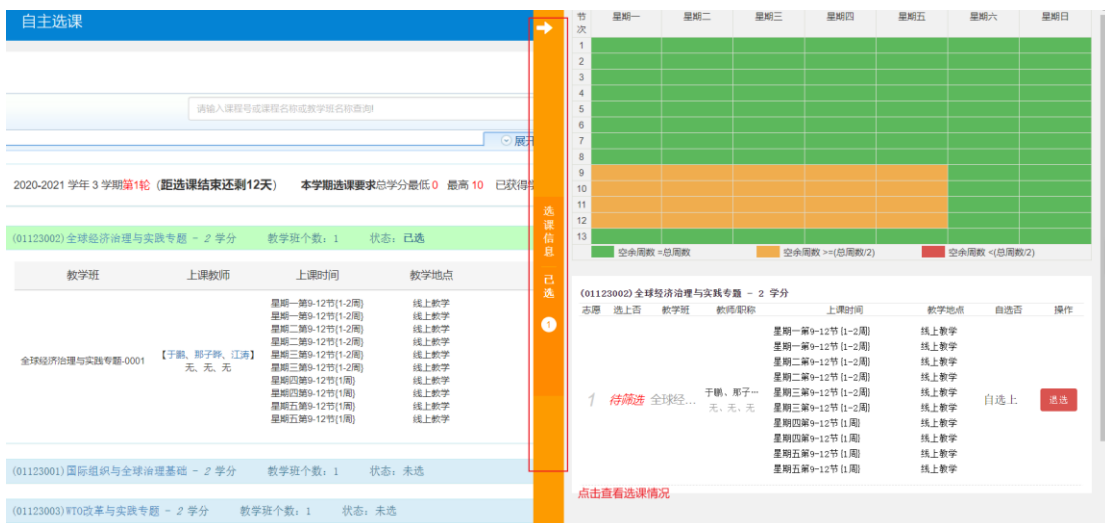 自主选课
请输入课程号或课程名称或教学班名称查询!
展开
2020-2021 学年 3 学期第1轮 (距选课结束还剩12天) 本学期选课要求总学分最低 0 最高 10 已获得
(01123002)全球经济治理与实践专题 - 2 学分 教学班个数：1 状态：已选
教学班 上课教师 上课时间 教学地点
星期一第9-12节{1-2周} 线上教学
星期一第9-12节{1-2周} 线上教学
星期二第9-12节{1-2周} 线上教学
星期二第9-12节{1-2周} 线上教学
全球经济治理与实践专题-0001 【于鹏、那子晔、江涛】 星期三第9-12节{1-2周} 线上教学
无、无、无 星期三第9-12节{1-2周} 线上教学
星期四第9-12节{1周} 线上教学
星期四第9-12节{1周} 线上教学
星期五第9-12节{1周} 线上教学
星期五第9-12节{1周} 线上教学
(01123001)国际组织与全球治理基础 - 2 学分 教学班个数：1 状态：未选
(01123003)WTO改革与实践专题 - 2 学分 教学班个数：1 状态：未选
选课信息
已选
1
节次 星期一 星期二 星期三 星期四 星期五 星期六 星期日
1
2
3
4
5
6
7
8
9
10
11
12
13
空余周数 =总周数 空余周数 >=(总周数/2) 空余周数 <(总周数/2)
(01123002)全球经济治理与实践专题 - 2 学分
志愿 选上否 教学班 教师/职称 上课时间 教学地点 自选否 操作
星期一第9-12节{1-2周} 线上教学
星期一第9-12节{1-2周} 线上教学
星期二第9-12节{1-2周} 线上教学
星期二第9-12节{1-2周} 线上教学
1 待筛选 全球经... 于鹏、那子… 星期三第9-12节{1-2周} 线上教学 自选上 退选
无、无、无 星期三第9-12节{1-2周} 线上教学
星期四第9-12节{1周} 线上教学
星期四第9-12节{1周} 线上教学
星期五第9-12节{1周} 线上教学
星期五第9-12节{1周} 线上教学
点击查看选课情况